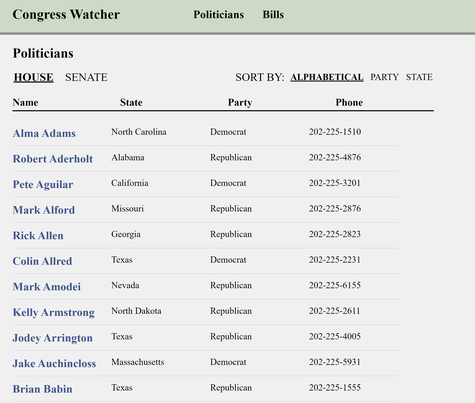 Congress Watcher Politicians Bills
Politicians
HOUSE SENATE SORT BY: ALPHABETICAL PARTY STATE
Name State Party Phone
Alma Adams North Carolina Democrat 202-225-1510
Robert Aderholt Alabama Republican 202-225-4876
Pete Aguilar California Democrat 202-225-3201
Mark Alford Missouri Republican 202-225-2876
Rick Allen Georgia Republican 202-225-2823
Colin Allred Texas Democrat 202-225-2231
Mark Amodei Nevada Republican 202-225-6155
Kelly Armstrong North Dakota Republican 202-225-2611
Jodey Arrington Texas Republican 202-225-4005
Jake Auchincloss Massachusetts Democrat 202-225-5931
Brian Babin Texas Republican 202-225-1555